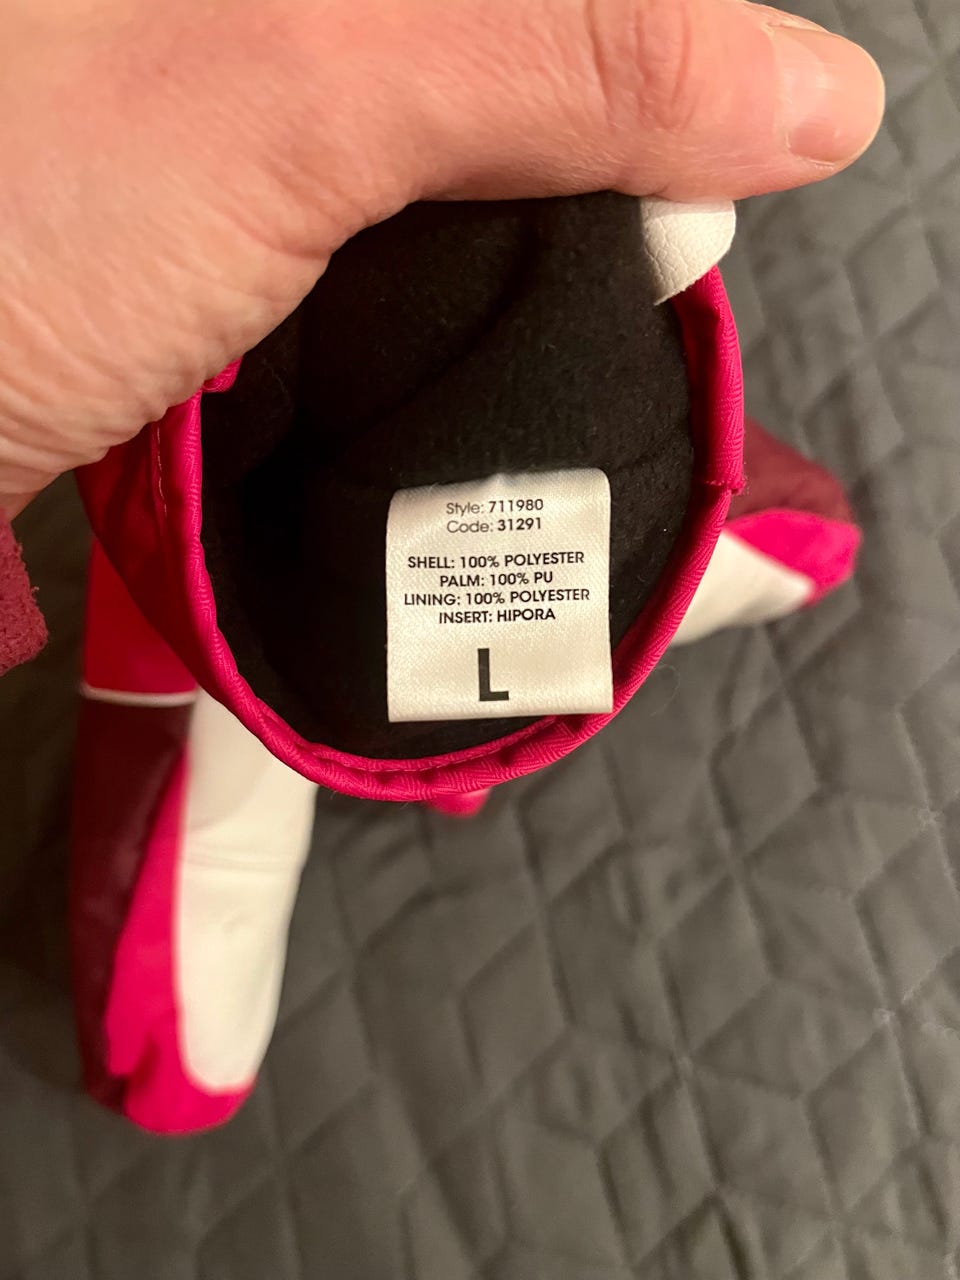 Style: 711980
Code: 31291
SHELL: 100% POLYESTER
PALM: 100% PU
LINING: 100% POLYESTER
INSERT: HIPORA
L